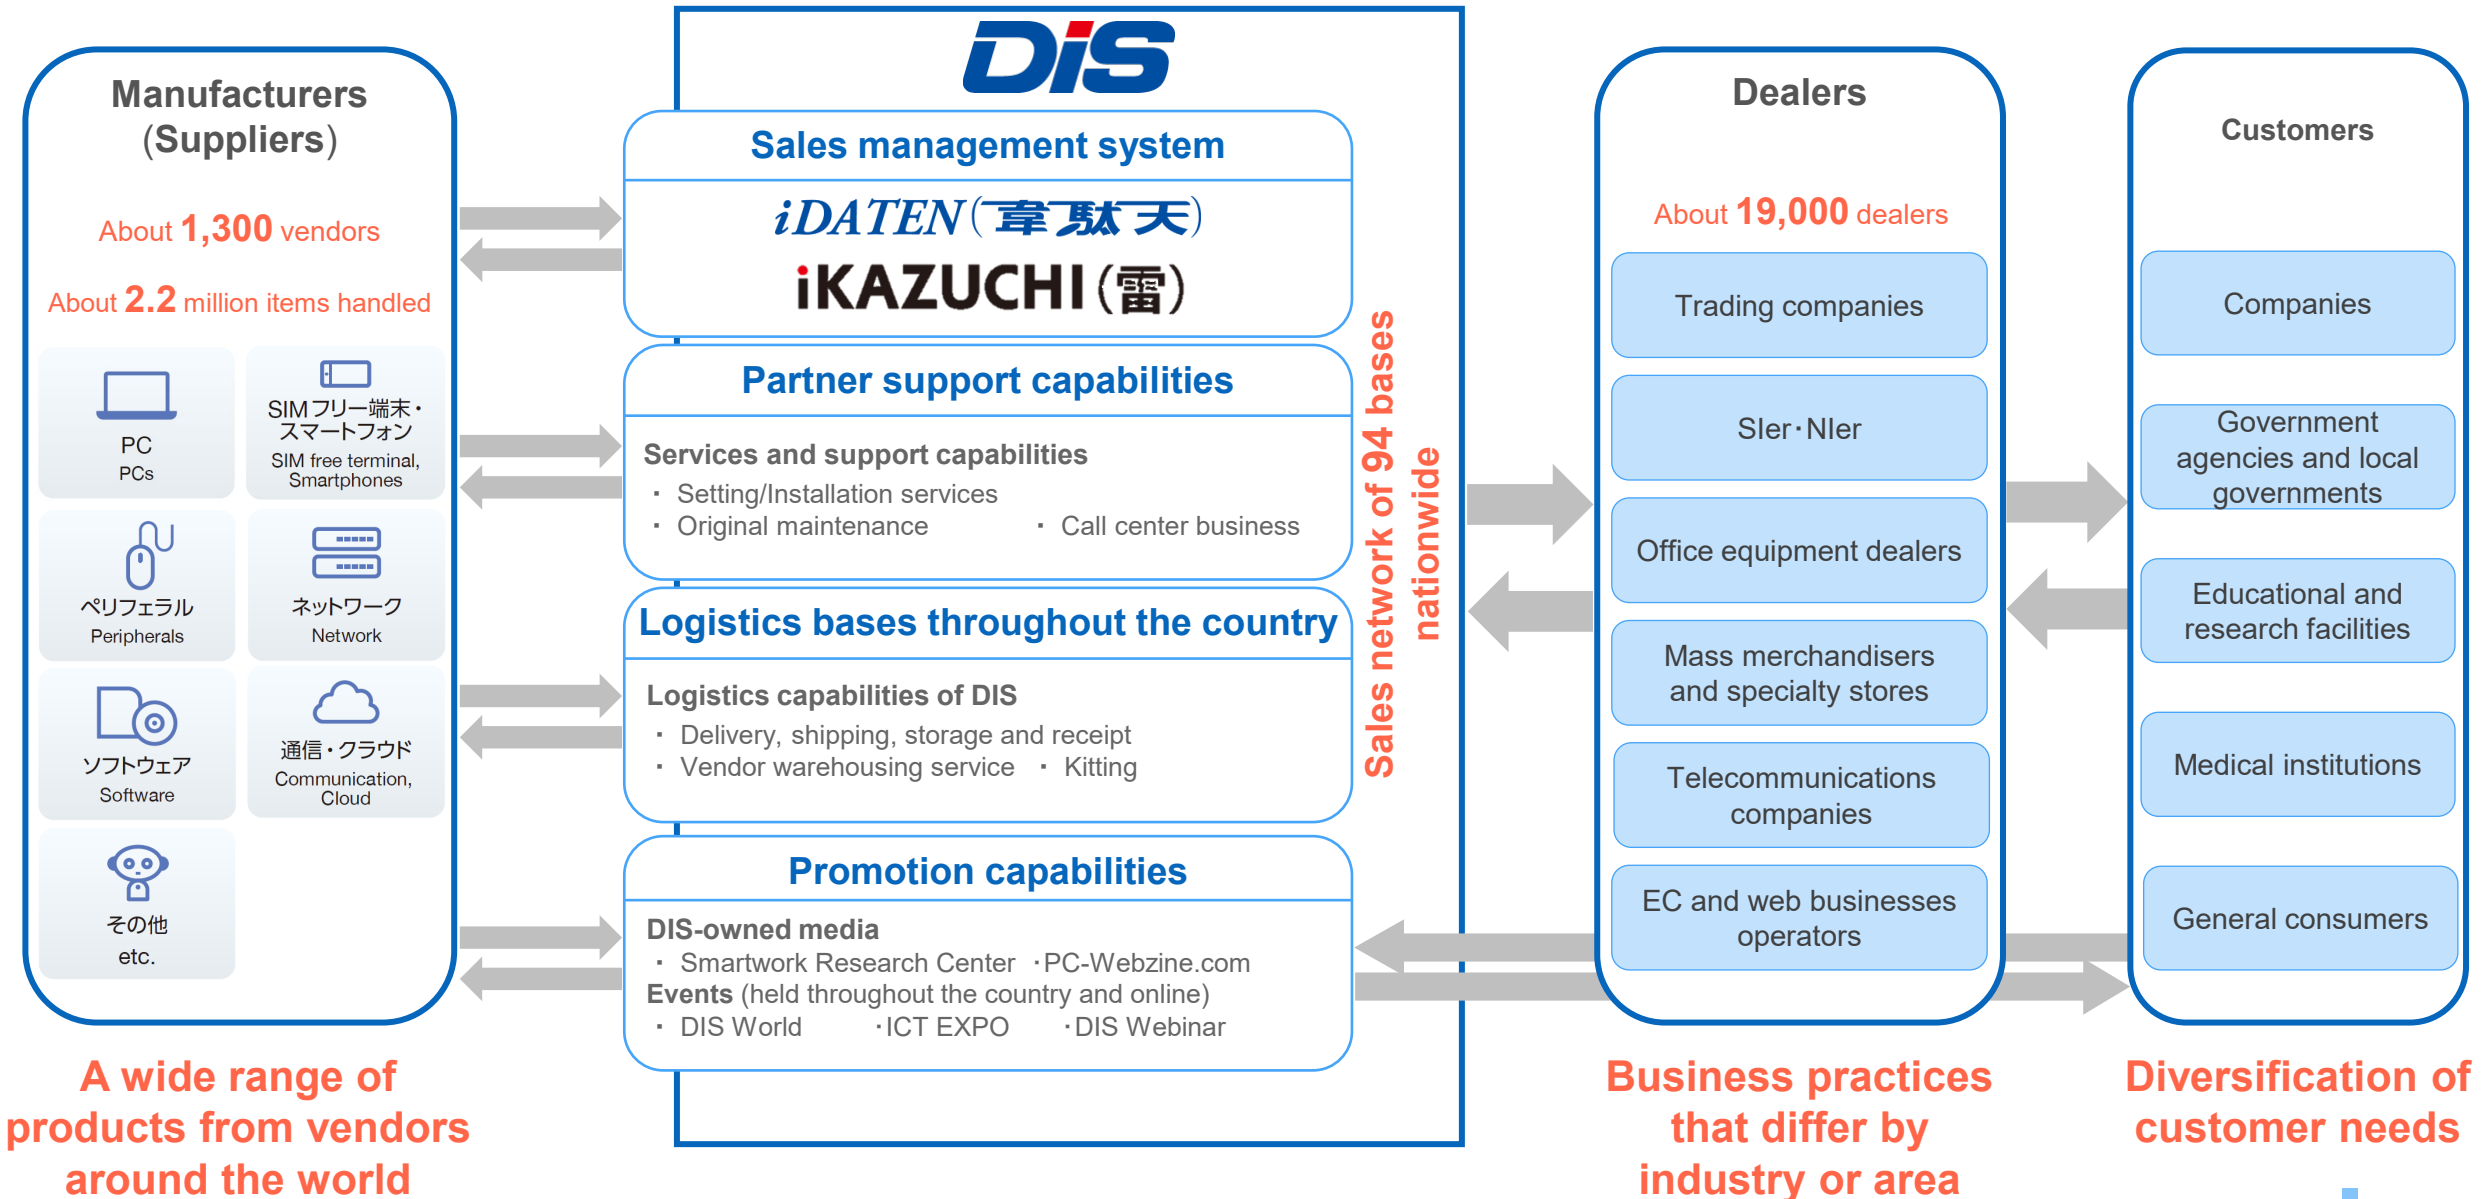 Manufacturers
(Suppliers)
About 1,300 vendors
About 2.2 million items handled
PC
PCs
SIMフリー端末・
スマートフォン
SIM free terminal,
Smartphones
ペリフェラル
Peripherals
ネットワーク
Network
ソフトウェア
Software
通信・クラウド
Communication,
Cloud
その他
etc.
A wide range of
products from vendors
around the world
DiS
Sales management system
iDATEN(韋駄天)
iKAZUCHI(雷)
Partner support capabilities
Services and support capabilities
・ Setting/Installation services
・ Original maintenance ・ Call center business
Logistics bases throughout the country
Logistics capabilities of DIS
・ Delivery, shipping, storage and receipt
・ Vendor warehousing service ・ Kitting
Promotion capabilities
DIS-owned media
・ Smartwork Research Center ・PC-Webzine.com
Events (held throughout the country and online)
・ DIS World ・ICT EXPO ・DIS Webinar
Sales network of 94 bases
nationwide
Dealers
About 19,000 dealers
Trading companies
SIer・NIer
Office equipment dealers
Mass merchandisers
and specialty stores
Telecommunications
companies
EC and web businesses
operators
Business practices
that differ by
industry or area
Customers
Companies
Government
agencies and local
governments
Educational and
research facilities
Medical institutions
General consumers
Diversification of
customer needs